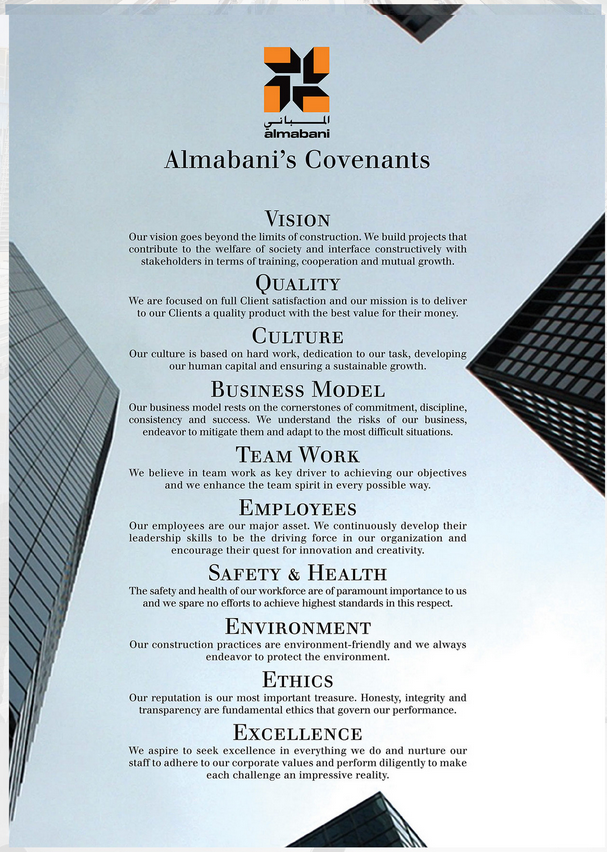 المباني
almabani
Almabani's Covenants
VISION
Our vision goes beyond the limits of construction. We build projects that
contribute to the welfare of society and interface constructively with
stakeholders in terms of training, cooperation and mutual growth.
QUALITY
We are focused on full Client satisfaction and our mission is to deliver
to our Clients a quality product with the best value for their money.
CULTURE
Our culture is based on hard work, dedication to our task, developing
our human capital and ensuring a sustainable growth.
BUSINESS MODEL
Our business model rests on the cornerstones of commitment, discipline,
consistency and success. We understand the risks of our business,
endeavor to mitigate them and adapt to the most difficult situations.
TEAM WORK
We believe in team work as key driver to achieving our objectives
and we enhance the team spirit in every possible way.
EMPLOYEES
Our employees are our major asset. We continuously develop their
leadership skills to be the driving force in our organization and
encourage their quest for innovation and creativity.
SAFETY & HEALTH
The safety and health of our workforce are of paramount importance to us
and we spare no efforts to achieve highest standards in this respect.
ENVIRONMENT
Our construction practices are environment-friendly and we always
endeavor to protect the environment.
ETHICS
Our reputation is our most important treasure. Honesty, integrity and
transparency are fundamental ethics that govern our performance.
EXCELLENCE
We aspire to seek excellence in everything we do and nurture our
staff to adhere to our corporate values and perform diligently to make
each challenge an impressive reality.